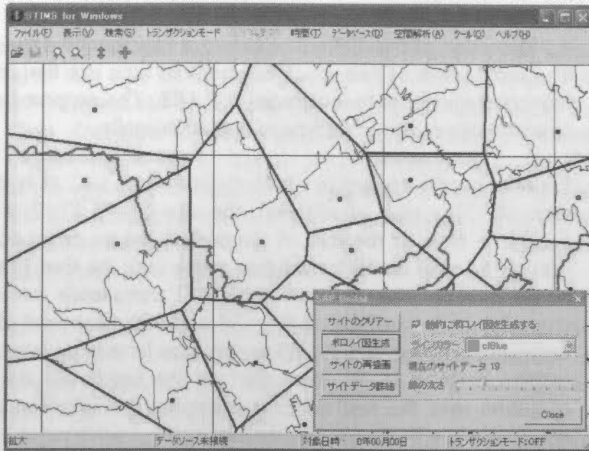 STIMS for Windows
ファイル(F) 表示(V) 検索(S) トランザクションモード 時間(T) データベース(D) 空間解析(A) ツール(O) ヘルプ(H)
サイトのクリアー
ボロノイ図生成
サイトの再描画
サイトデータ詳細
動的にボロノイ図を生成する
ラインカラー clBlue
現在のサイトデータ 19
線の太さ
Close
拡大 データソース未接続 対象日時: 0年00月00日 トランザクションモード:OFF